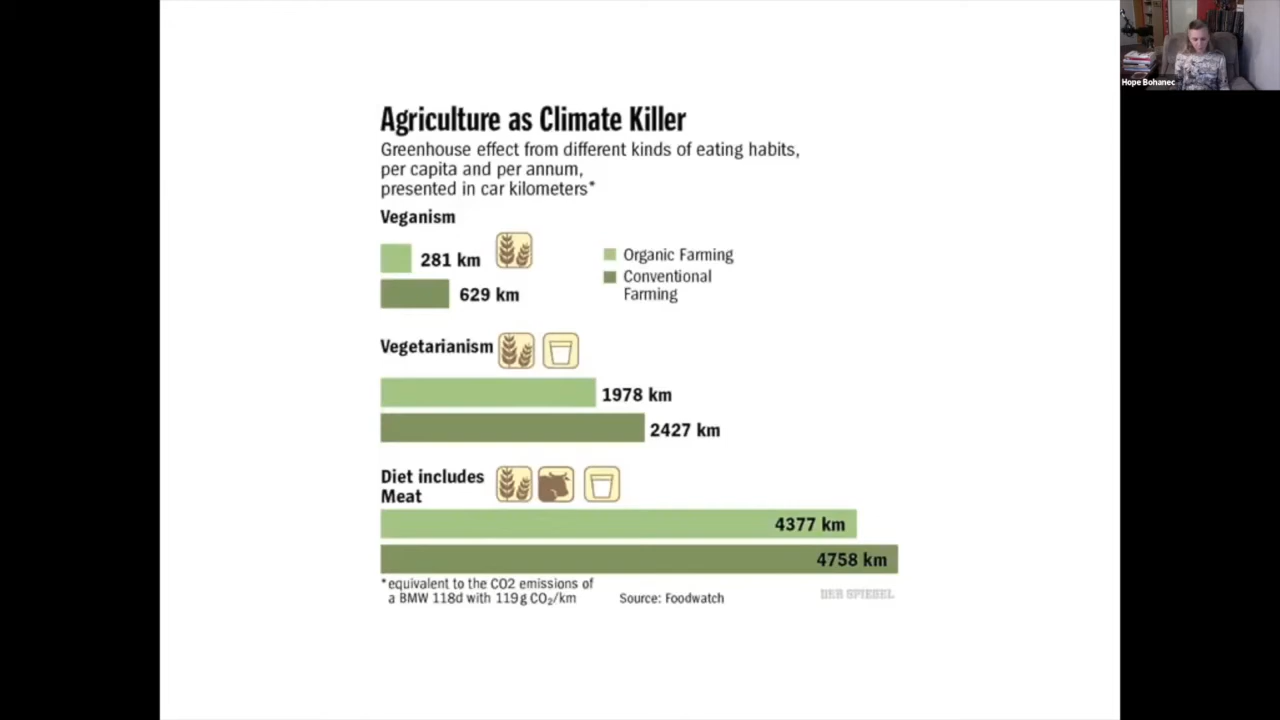 Hope Bohanec
Agriculture as Climate Killer
Greenhouse effect from different kinds of eating habits,
per capita and per annum,
presented in car kilometers*
Veganism
281 km
629 km
Organic Farming
Conventional
Farming
Vegetarianism
1978 km
2427 km
Diet includes
Meat
4377 km
4758 km
*equivalent to the CO2 emissions of
a BMW 118d with 119 g CO₂/km
Source: Foodwatch
DER SPIEGEL